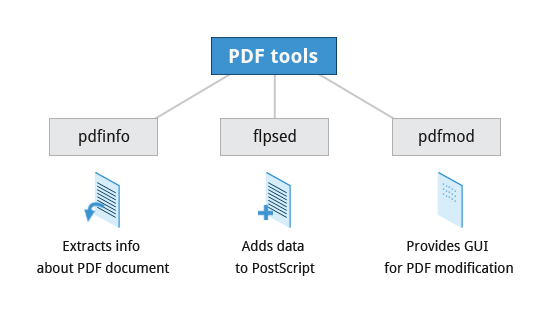 PDF tools
pdfinfo
flpsed
pdfmod
Extracts info
about PDF document
Adds data
to PostScript
Provides GUI
for PDF modification